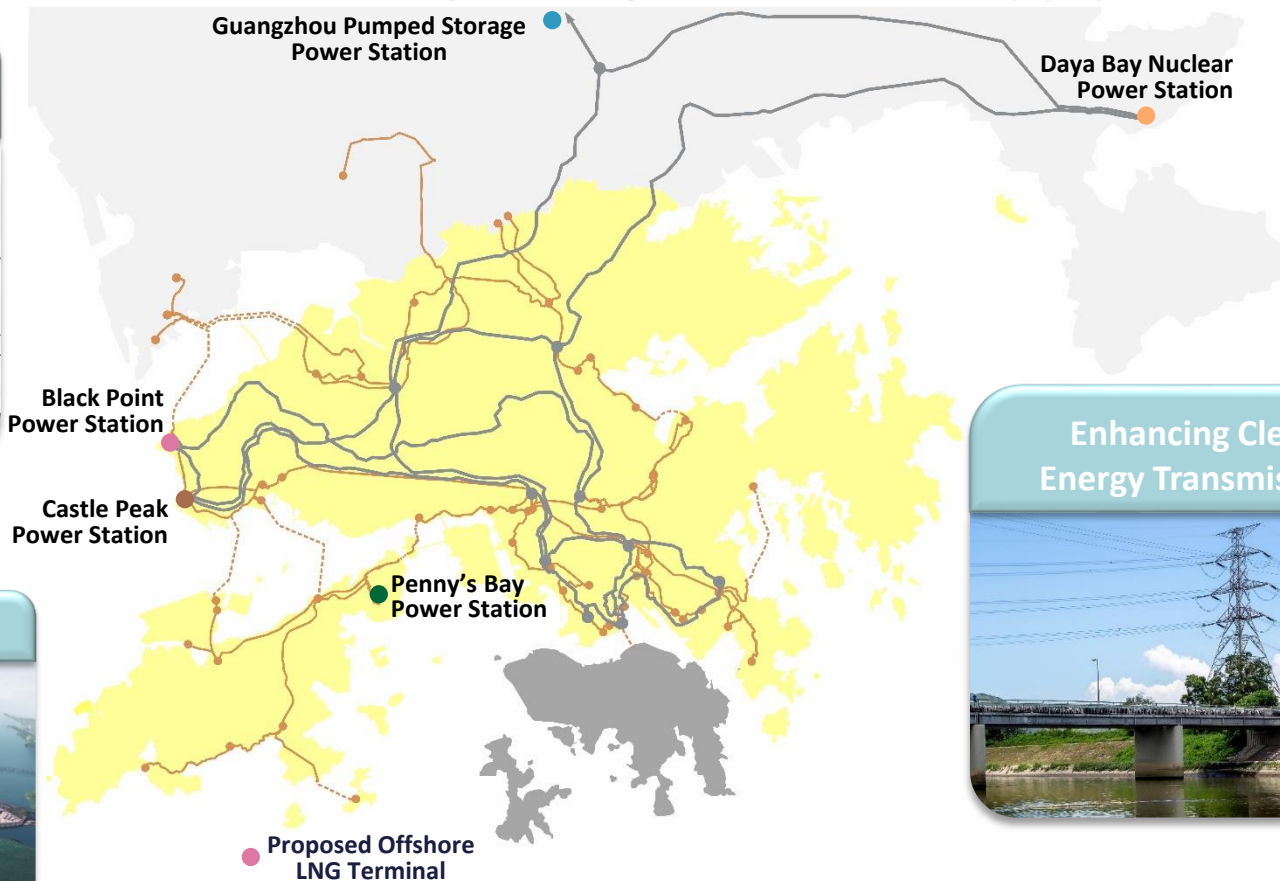 Guangzhou Pumped Storage
Power Station
Daya Bay Nuclear
Power Station
Black Point
Power Station
Castle Peak
Power Station
Penny's Bay
Power Station
Enhancing Cle
Energy Transmis
Proposed Offshore
LNG Terminal